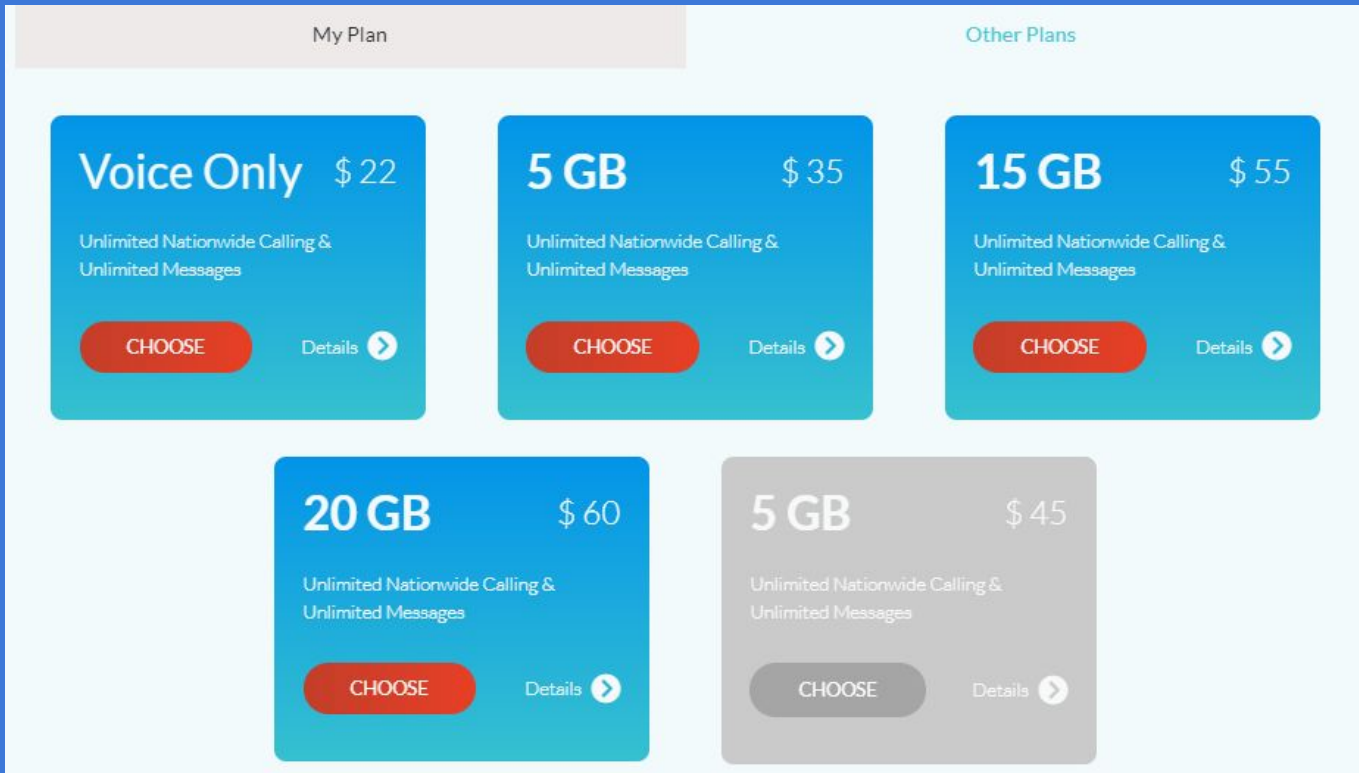 My Plan
Other Plans
Voice Only $ 22
Unlimited Nationwide Calling &
Unlimited Messages
CHOOSE Details
5 GB $ 35
Unlimited Nationwide Calling &
Unlimited Messages
CHOOSE Details
15 GB $ 55
Unlimited Nationwide Calling &
Unlimited Messages
CHOOSE Details
20 GB $ 60
Unlimited Nationwide Calling &
Unlimited Messages
CHOOSE Details
5 GB $ 45
Unlimited Nationwide Calling &
Unlimited Messages
CHOOSE Details